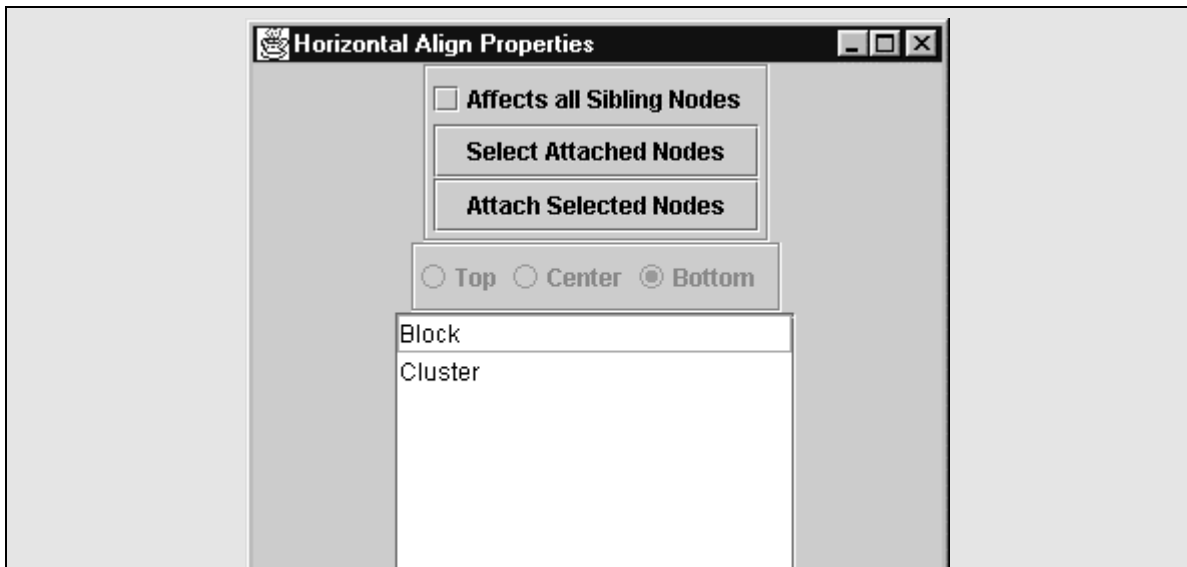 Horizontal Align Properties
Affects all Sibling Nodes
Select Attached Nodes
Attach Selected Nodes
Top Center Bottom
Block
Cluster